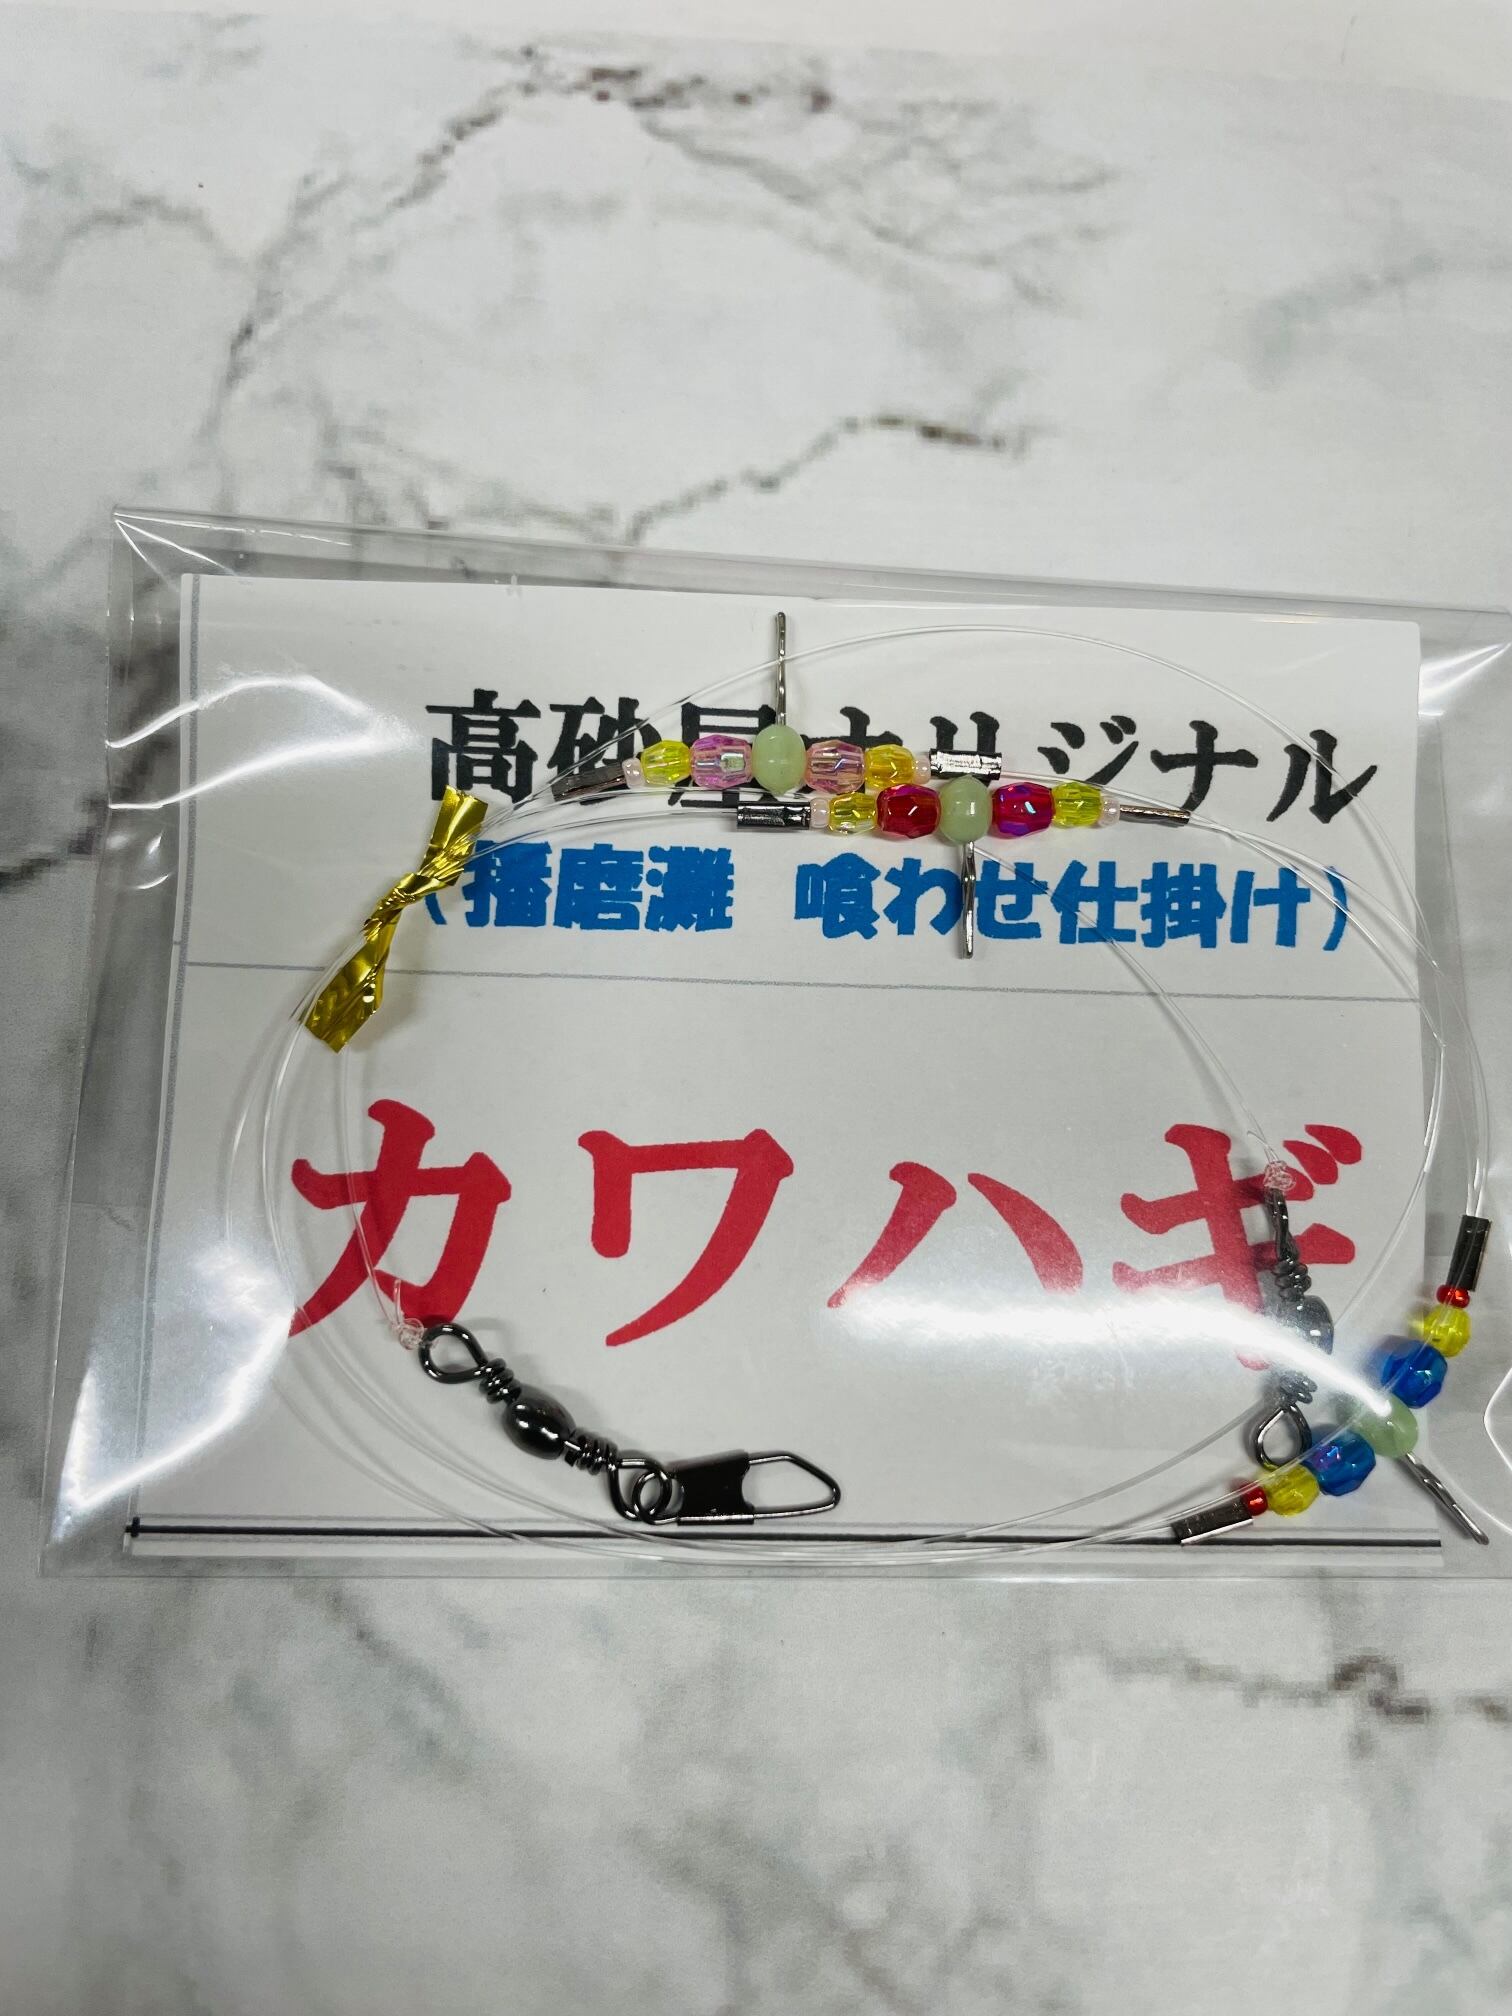 高砂屋オリジナル
(播磨灘 喰わせ仕掛け)
カワハギ